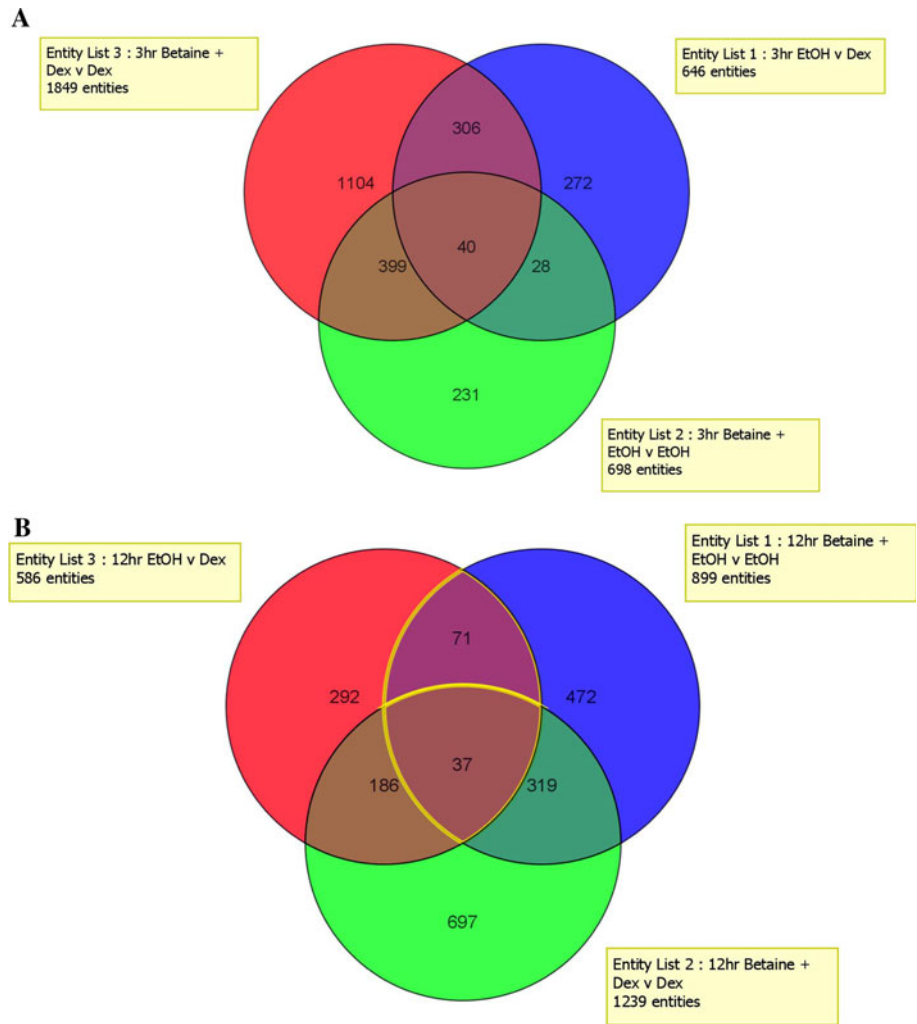 A
Entity List 3 : 3hr Betaine +
Dex v Dex
1849 entities
Entity List 1 : 3hr EtOH v Dex
646 entities
306
1104
272
40
399
28
231
Entity List 2 : 3hr Betaine +
EtOH v EtOH
698 entities
B
Entity List 3 : 12hr EtOH v Dex
586 entities
Entity List 1 : 12hr Betaine +
EtOH v EtOH
899 entities
71
292
472
37
186
319
697
Entity List 2 : 12hr Betaine +
Dex v Dex
1239 entities